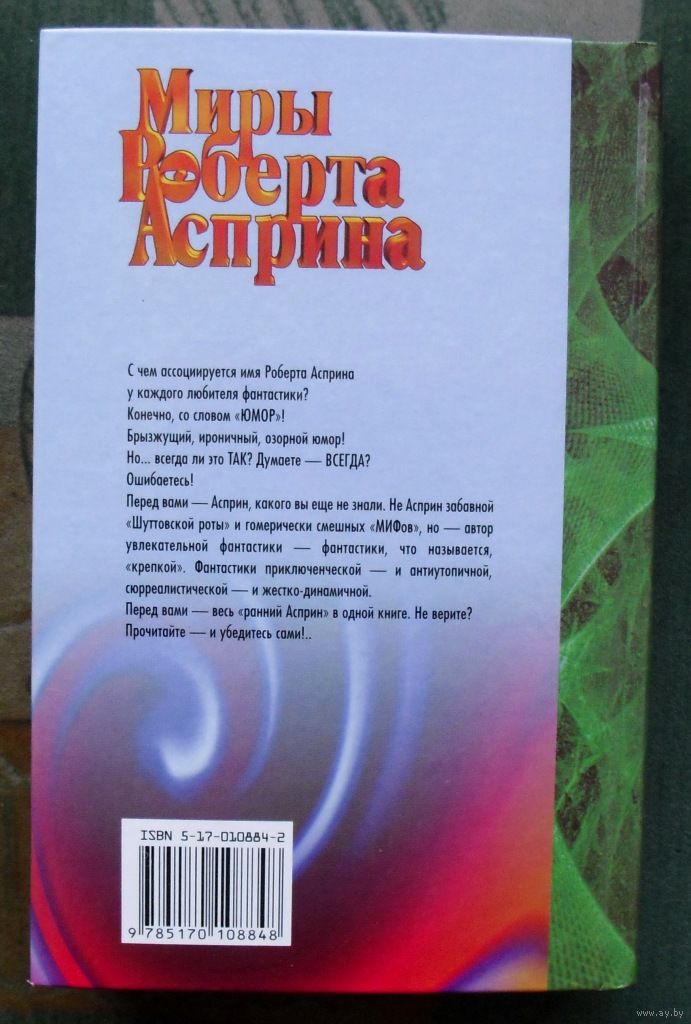 Миры
Роберта
Асприна
С чем ассоциируется имя Роберта Асприна
у каждого любителя фантастики?
Конечно, со словом «ЮМОР»!
Брызжущий, ироничный, озорной юмор!
Но... всегда ли это ТАК? Думаете — ВСЕГДА?
Ошибаетесь!
Перед вами — Асприн, какого вы еще не знали. Не Асприн забавной
«Шуттовской роты» и гомерически смешных «МИФов», но — автор
увлекательной фантастики — фантастики, что называется,
«крепкой». Фантастики приключенческой — и антиутопичной,
сюрреалистической — и жестко-динамичной.
Перед вами — весь «ранний Асприн» в одной книге. Не верите?
Прочитайте — и убедитесь сами!..
ISBN 5-17-010884-2
9 785170 108848
www.ay.by